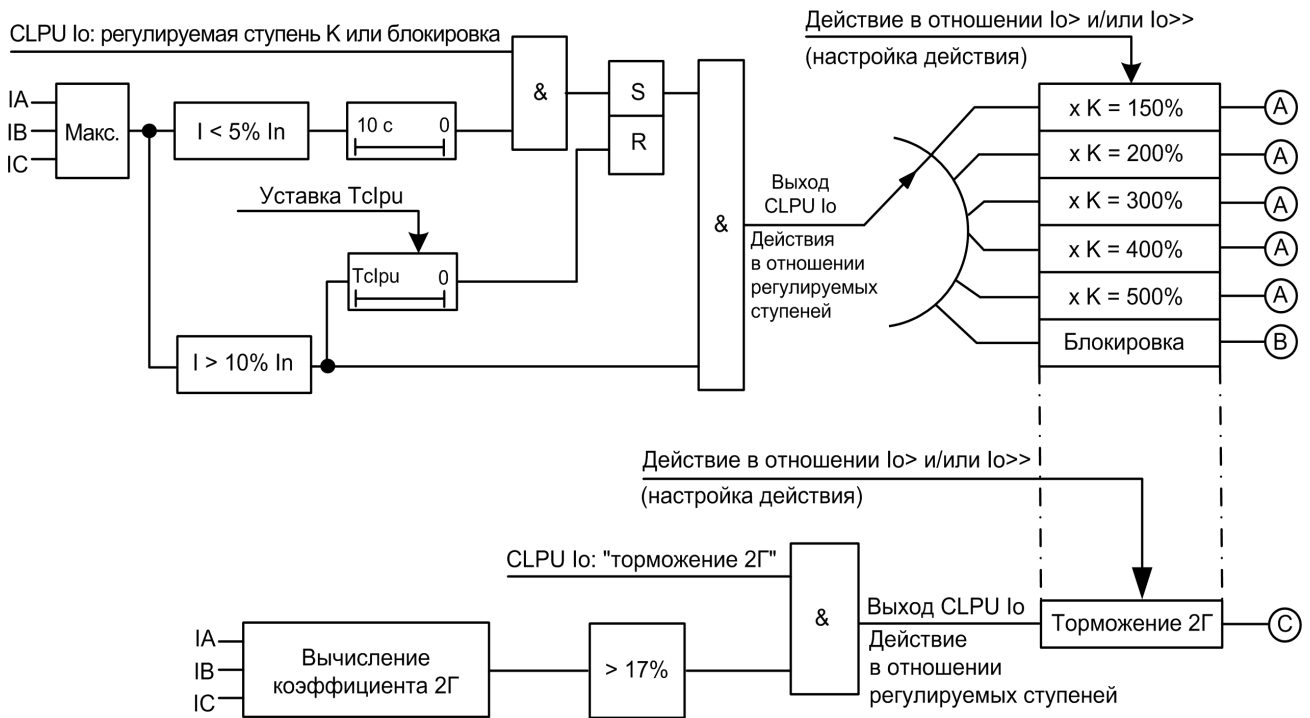 Действие в отношении Io> и/или Io>>
(настройка действия)
CLPU Io: регулируемая ступень K или блокировка
IA
IB
IC
Макс.
I < 5% In
10 с 0
&
S
R
Уставка Tclpu
Tclpu 0
I > 10% In
&
Выход
CLPU Io
Действия
в отношении
регулируемых
ступеней
x K = 150%
A
x K = 200%
A
x K = 300%
A
x K = 400%
A
x K = 500%
A
Блокировка
B
Действие в отношении Io> и/или Io>>
(настройка действия)
CLPU Io: "торможение 2Г"
IA
IB
IC
Вычисление
коэффициента 2Г
> 17%
&
Выход CLPU Io
Действие
в отношении
регулируемых ступеней
Торможение 2Г
C